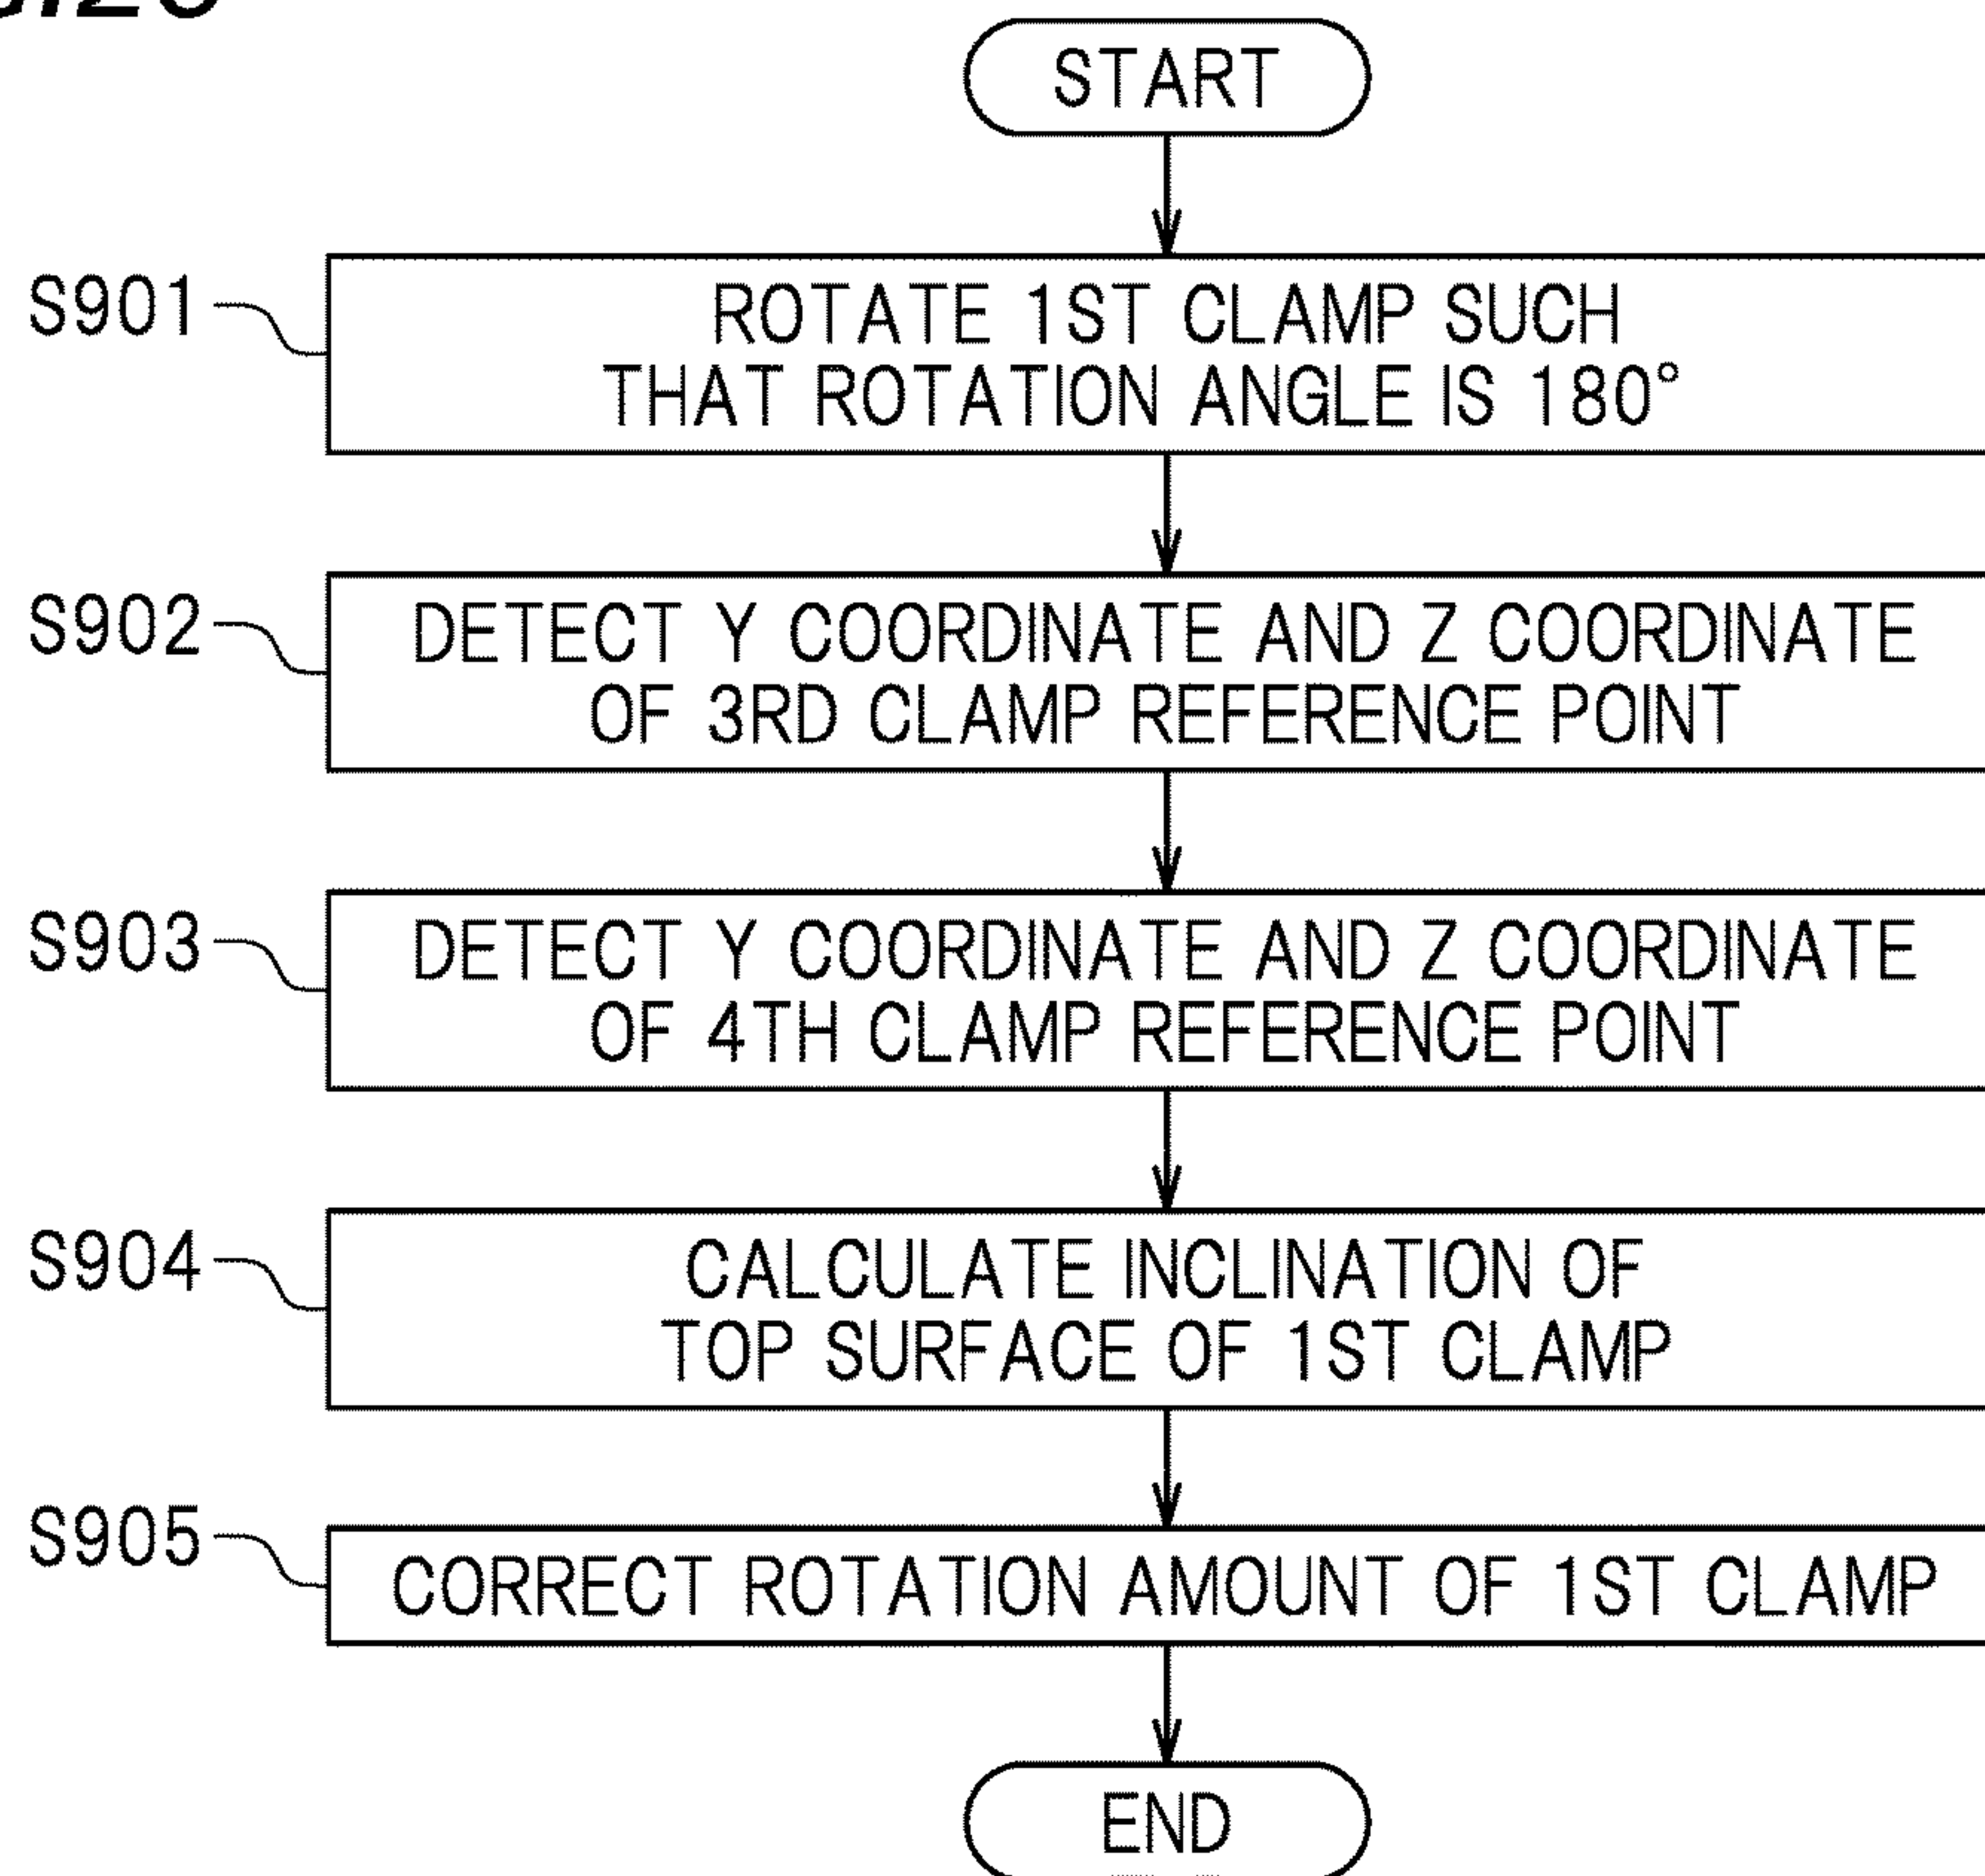 START
S901
ROTATE 1ST CLAMP SUCH
THAT ROTATION ANGLE IS 180°
S902
DETECT Y COORDINATE AND Z COORDINATE
OF 3RD CLAMP REFERENCE POINT
S903
DETECT Y COORDINATE AND Z COORDINATE
OF 4TH CLAMP REFERENCE POINT
S904
CALCULATE INCLINATION OF
TOP SURFACE OF 1ST CLAMP
S905
CORRECT ROTATION AMOUNT OF 1ST CLAMP
END